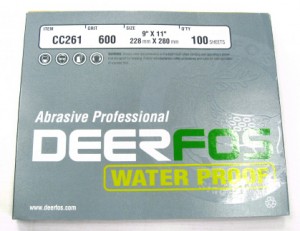 ITEM GRIT SIZE Q'TY
CC261 600 9" X 11" 228 mm X 280 mm 100 SHEETS
Abrasive Professional
DEERFOS
WATER PROOF
www.deerfos.com